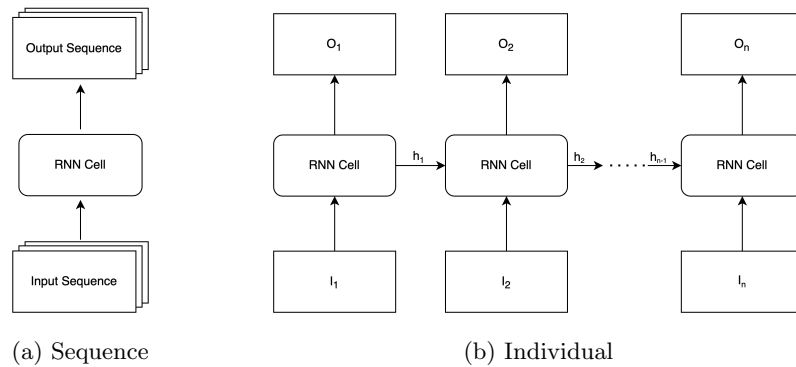 Output Sequence
RNN Cell
Input Sequence
(a) Sequence
O1
O2
On
RNN Cell
h1
RNN Cell
h2
hn-1
RNN Cell
I1
I2
In
(b) Individual